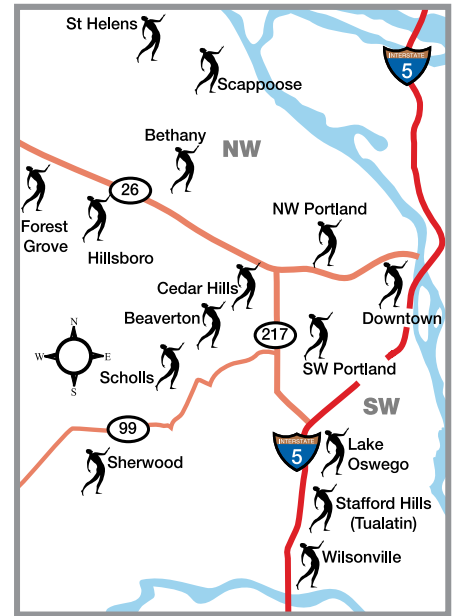 St Helens
INTERSTATE
5
Scappoose
Bethany
NW
26
NW Portland
Forest
Grove
Hillsboro
Cedar Hills
Beaverton
Downtown
N
W E
S
217
SW Portland
Scholls
SW
99
Sherwood
INTERSTATE
5
Lake
Oswego
Stafford Hills
(Tualatin)
Wilsonville